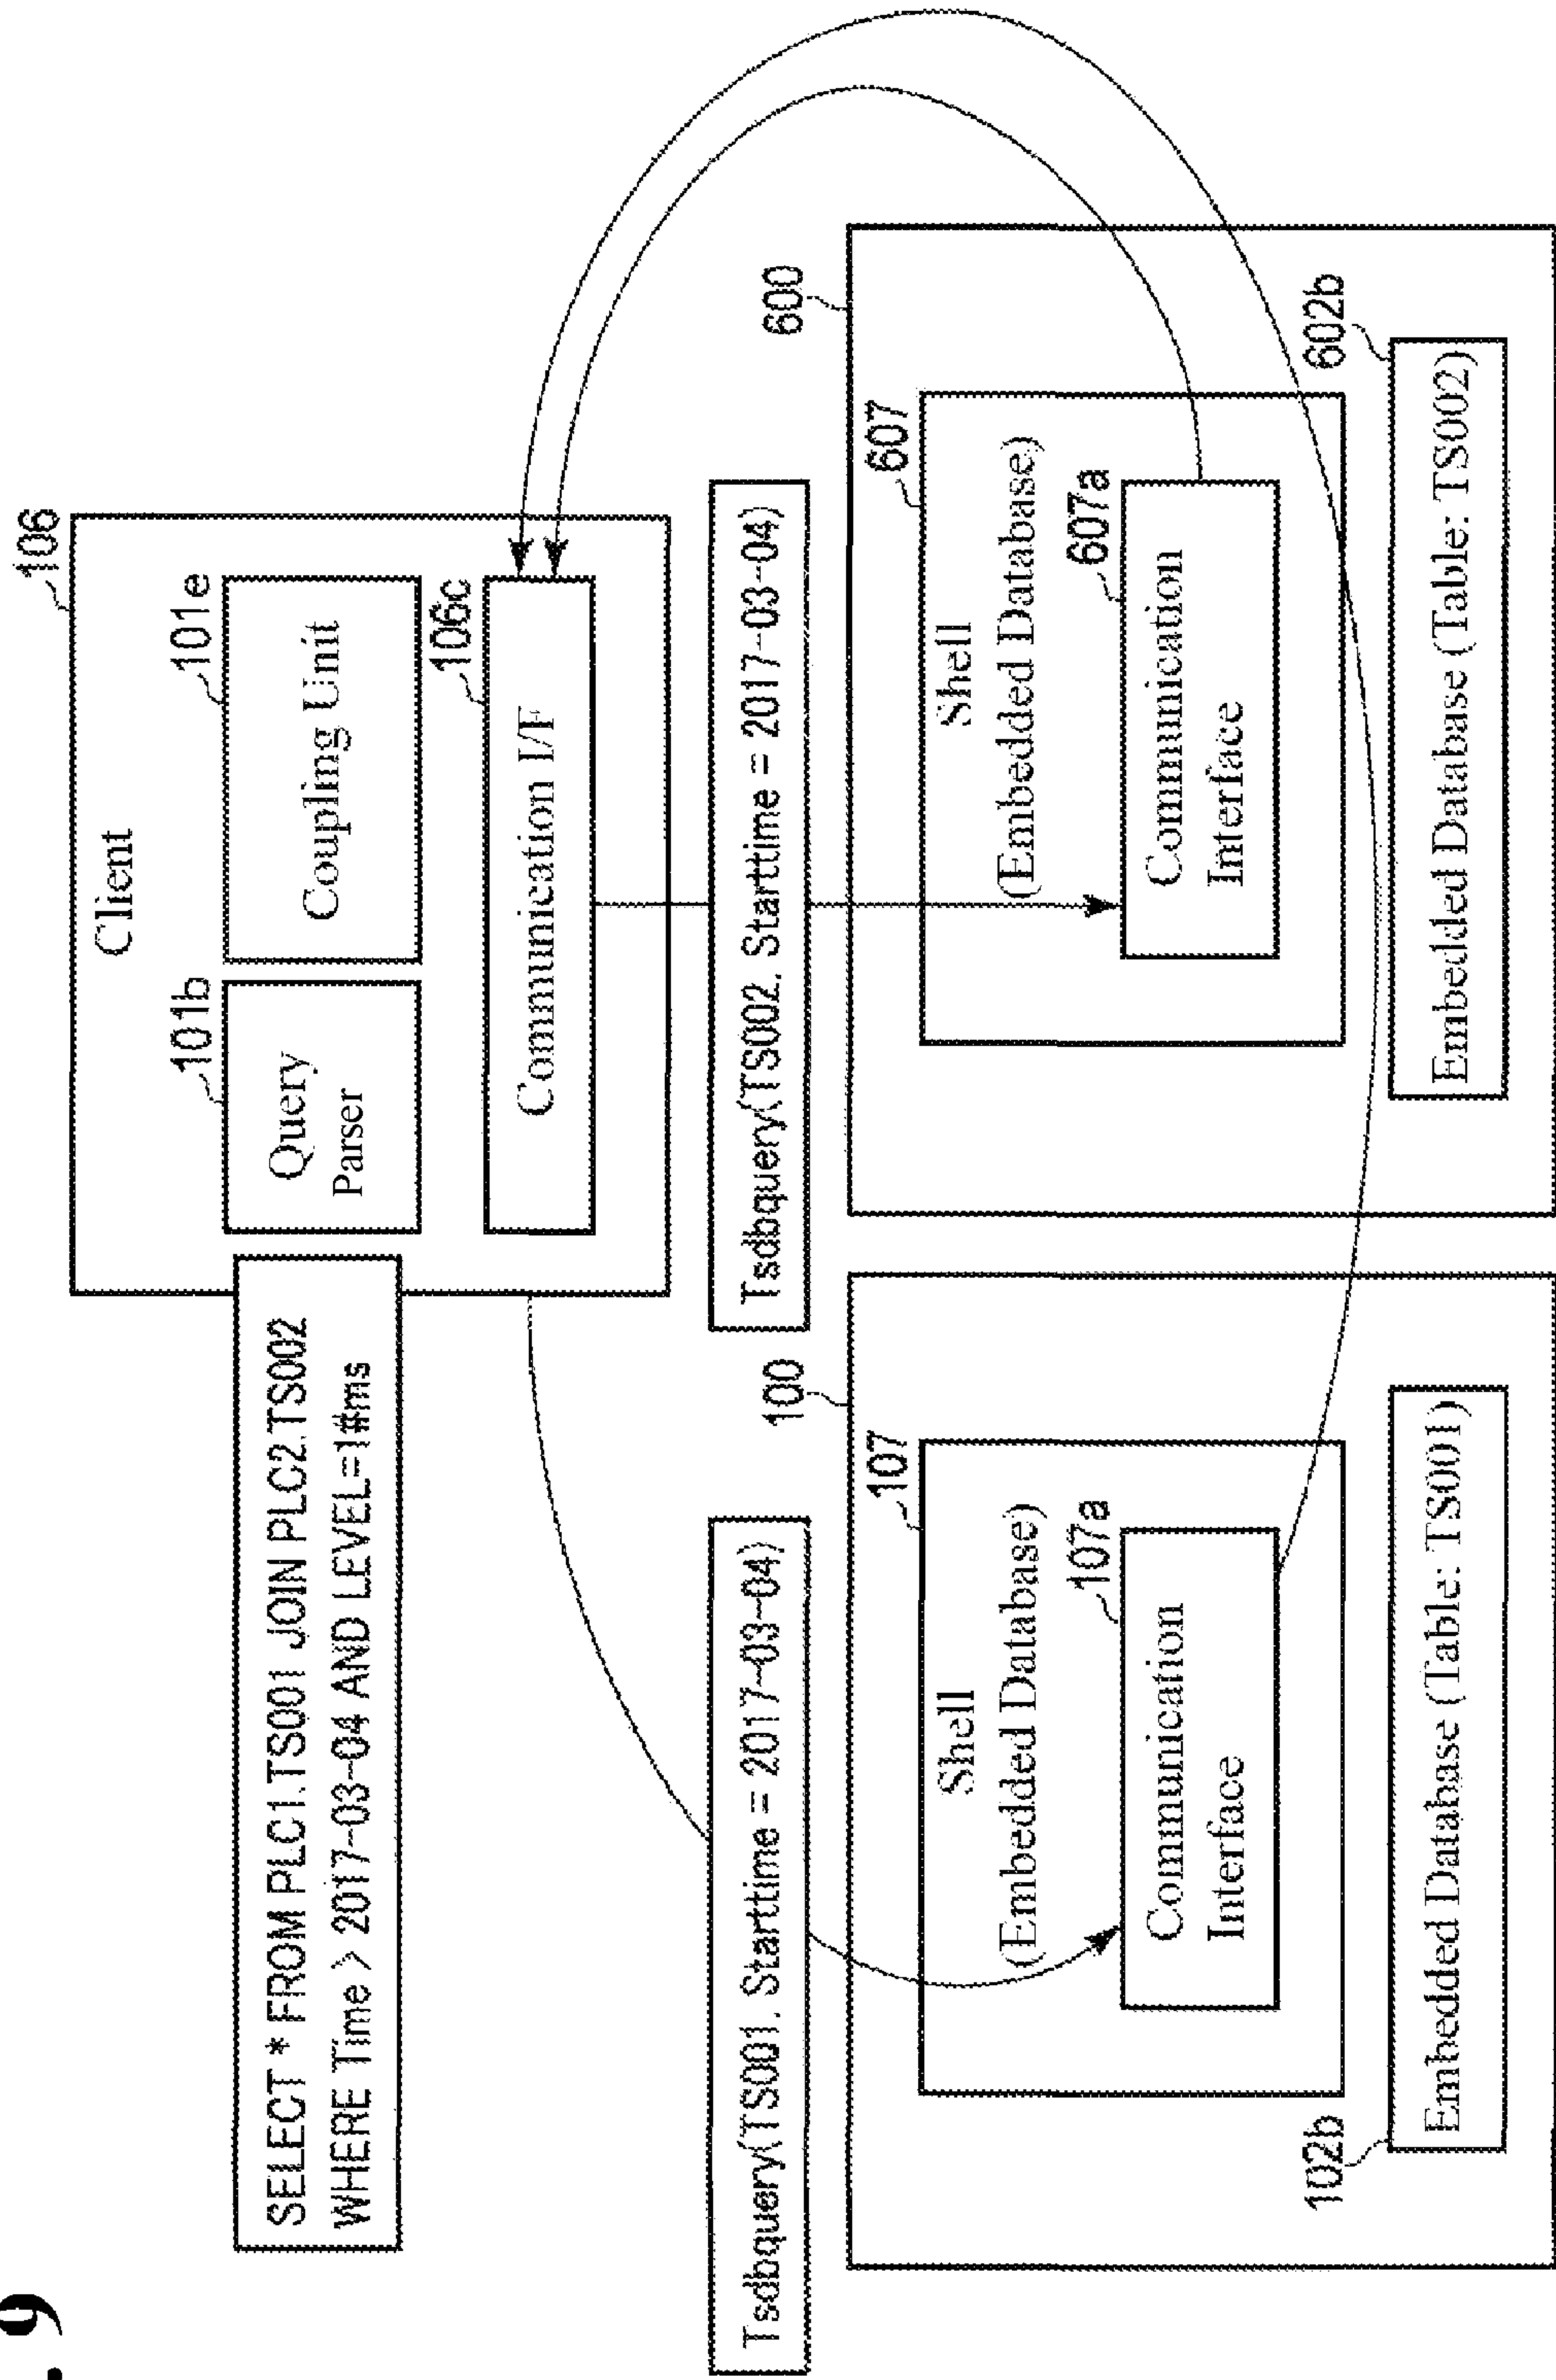 . 9
SELECT * FROM PLC1.TS001 JOIN PLC2.TS002
WHERE Time > 2017-03-04 AND LEVEL=1#ms
106
Client
101b
Query
Parser
101e
Coupling Unit
106c
Communication I/F
Tsdbquery(TS001. Starttime = 2017-03-04)
Tsdbquery(TS002. Starttime = 2017-03-04)
100
107
Shell
(Embedded Database)
107a
Communication
Interface
102b
Embedded Database (Table: TS001)
600
607
Shell
(Embedded Database)
607a
Communication
Interface
602b
Embedded Database (Table: TS002)